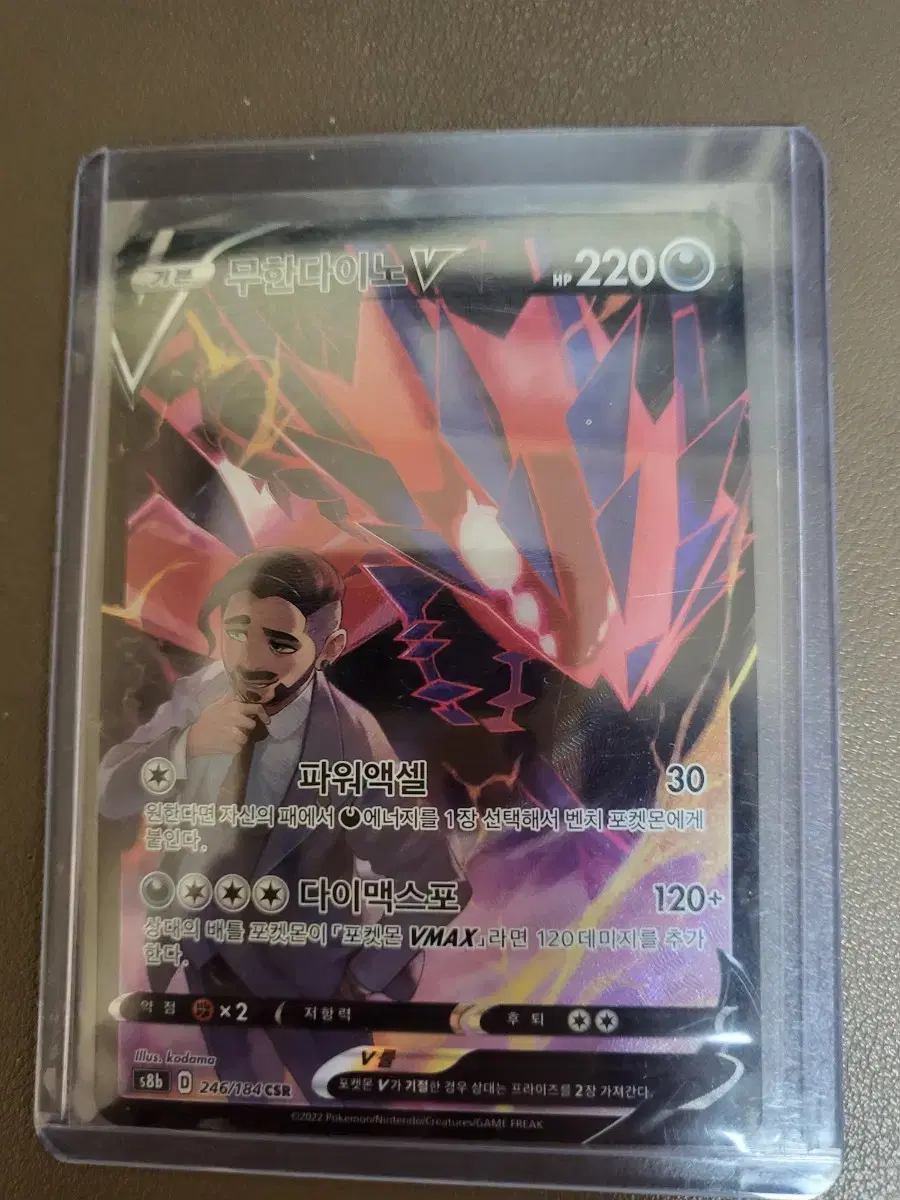 기본 무한다이노 V HP 220
파워액셀 30
원한다면 자신의 패에서 에너지를 1장 선택해서 벤치 포켓몬에게
붙인다.
다이맥스포 120+
상대의 배틀 포켓몬이 「포켓몬 VMAX」라면 120데미지를 추가
한다.
약점 ×2 저항력 후퇴
Illus. kodama
V룰
s8b D 246/184 CSR
포켓몬 V가 기절한 경우 상대는 프라이즈를 2장 가져간다.
©2022 Pokémon/Nintendo/Creatures/GAME FREAK